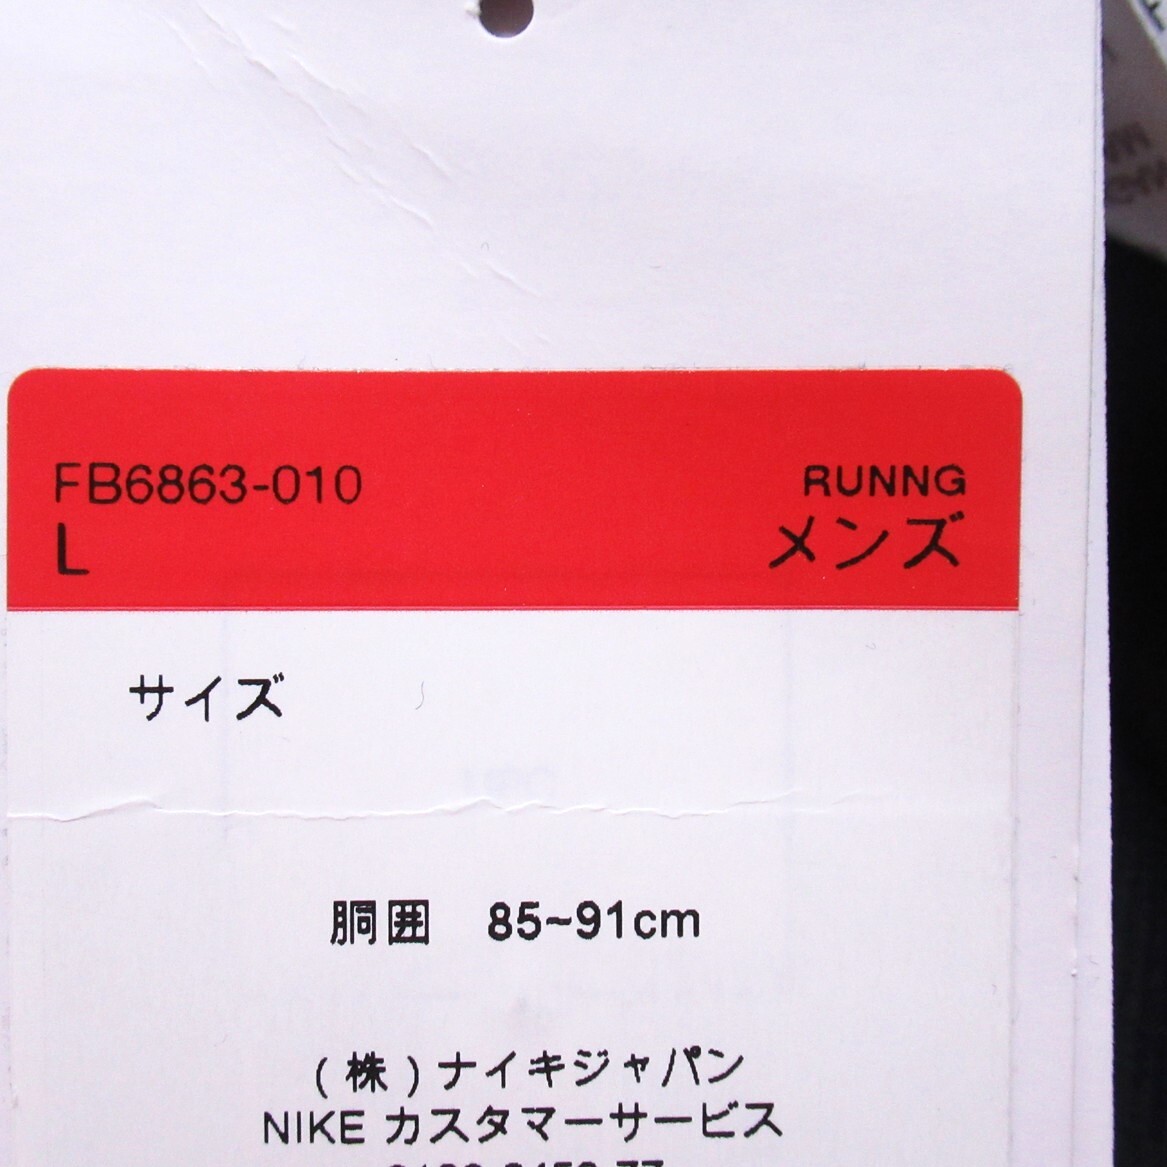 FB6863-010 RUNNG
L メンズ
サイズ
胴囲 85~91cm
(株)ナイキジャパン
NIKE カスタマーサービス